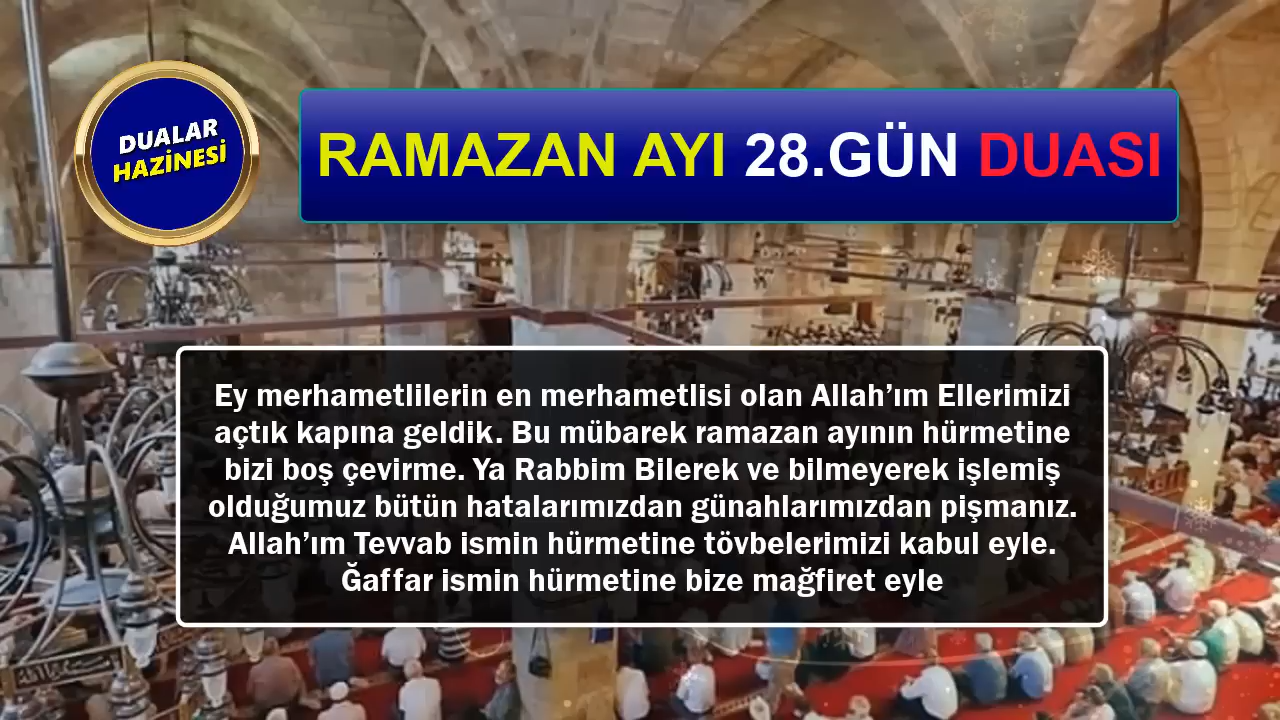 DUALAR
HAZİNESİ
RAMAZAN AYI 28.GÜN DUASI
Ey merhametlilerin en merhametlisi olan Allah’ım Ellerimizi
açtık kapına geldik. Bu mübarek ramazan ayının hürmetine
bizi boş çevirme. Ya Rabbim Bilerek ve bilmeyerek işlemiş
olduğumuz bütün hatalarımızdan günahlarımızdan pişmanız.
Allah’ım Tevvab ismin hürmetine tövbelerimizi kabul eyle.
Ğaffar ismin hürmetine bize mağfiret eyle